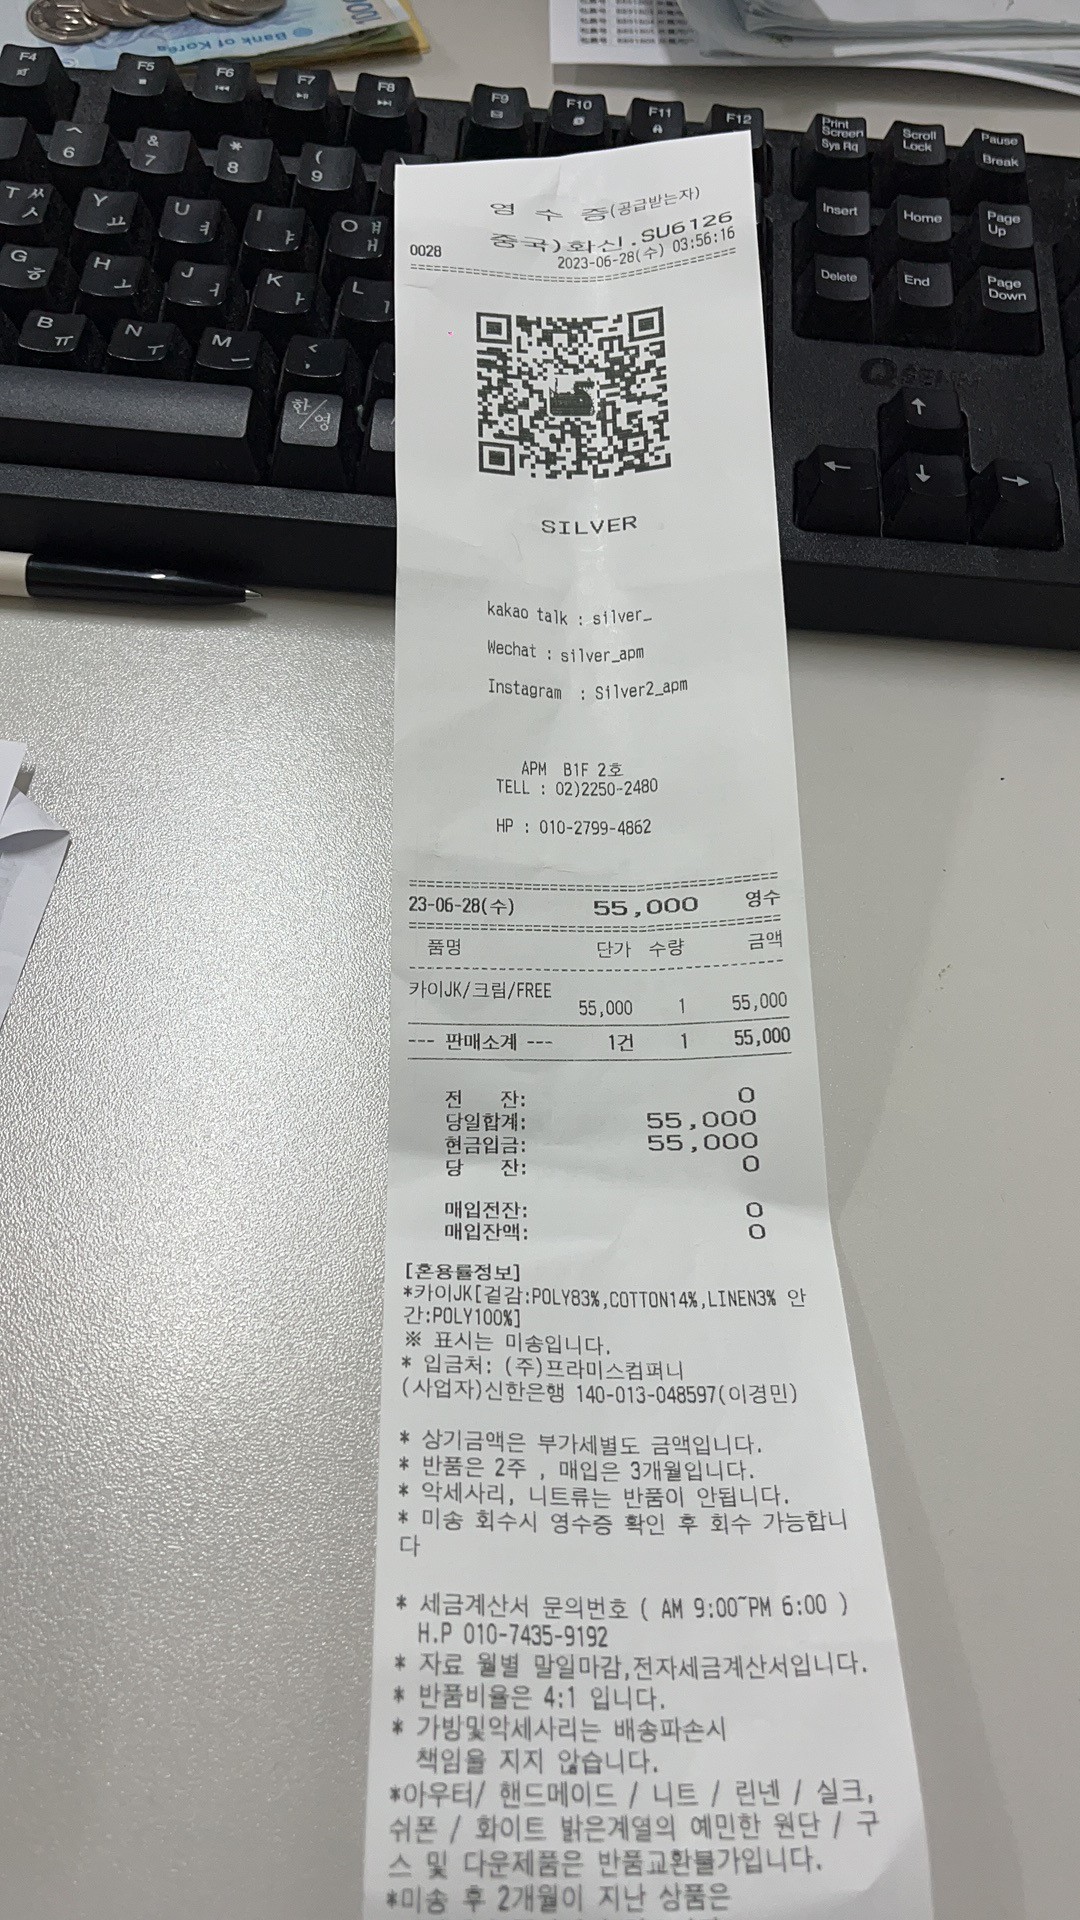 Bank of Korea
F4
F5
F6
F7
F8
F9
F10
F11
F12
Print Screen Sys Rq
Scroll Lock
Pause Break
^ 6
& 7
* 8
( 9
T ㅆ ㅅ
Y ㅛ
U ㅕ
I ㅑ
O ㅒ ㅐ
Insert
Home
Page Up
G ㅎ
H ㅗ
J ㅓ
K ㅏ
L ㅣ
Delete
End
Page Down
B ㅠ
N ㅜ
M ㅡ
< ,
한/영
영 수 증(공급받는자)
중국)화신.SU6126
0028
2023-06-28(수) 03:56:16
SILVER
kakao talk : silver_
Wechat : silver_apm
Instagram : Silver2_apm
APM B1F 2호
TELL : 02)2250-2480
HP : 010-2799-4862
23-06-28(수) 55,000 영수
품명 단가 수량 금액
카이JK/크림/FREE
55,000 1 55,000
--- 판매소계 --- 1건 1 55,000
전 잔: 0
당일합계: 55,000
현금입금: 55,000
당 잔: 0
매입전잔: 0
매입잔액: 0
[혼용률정보]
*카이JK[겉감:POLY83%,COTTON14%,LINEN3% 안
간:POLY100%]
※ 표시는 미송입니다.
* 입금처: (주)프라미스컴퍼니
(사업자)신한은행 140-013-048597(이경민)
* 상기금액은 부가세별도 금액입니다.
* 반품은 2주 , 매입은 3개월입니다.
* 악세사리, 니트류는 반품이 안됩니다.
* 미송 회수시 영수증 확인 후 회수 가능합니
다
* 세금계산서 문의번호 ( AM 9:00~PM 6:00 )
H.P 010-7435-9192
* 자료 월별 말일마감,전자세금계산서입니다.
* 반품비율은 4:1 입니다.
* 가방및악세사리는 배송파손시
책임을 지지 않습니다.
*아우터/ 핸드메이드 / 니트 / 린넨 / 실크,
쉬폰 / 화이트 밝은계열의 예민한 원단 / 구
스 및 다운제품은 반품교환불가입니다.
*미송 후 2개월이 지난 상품은